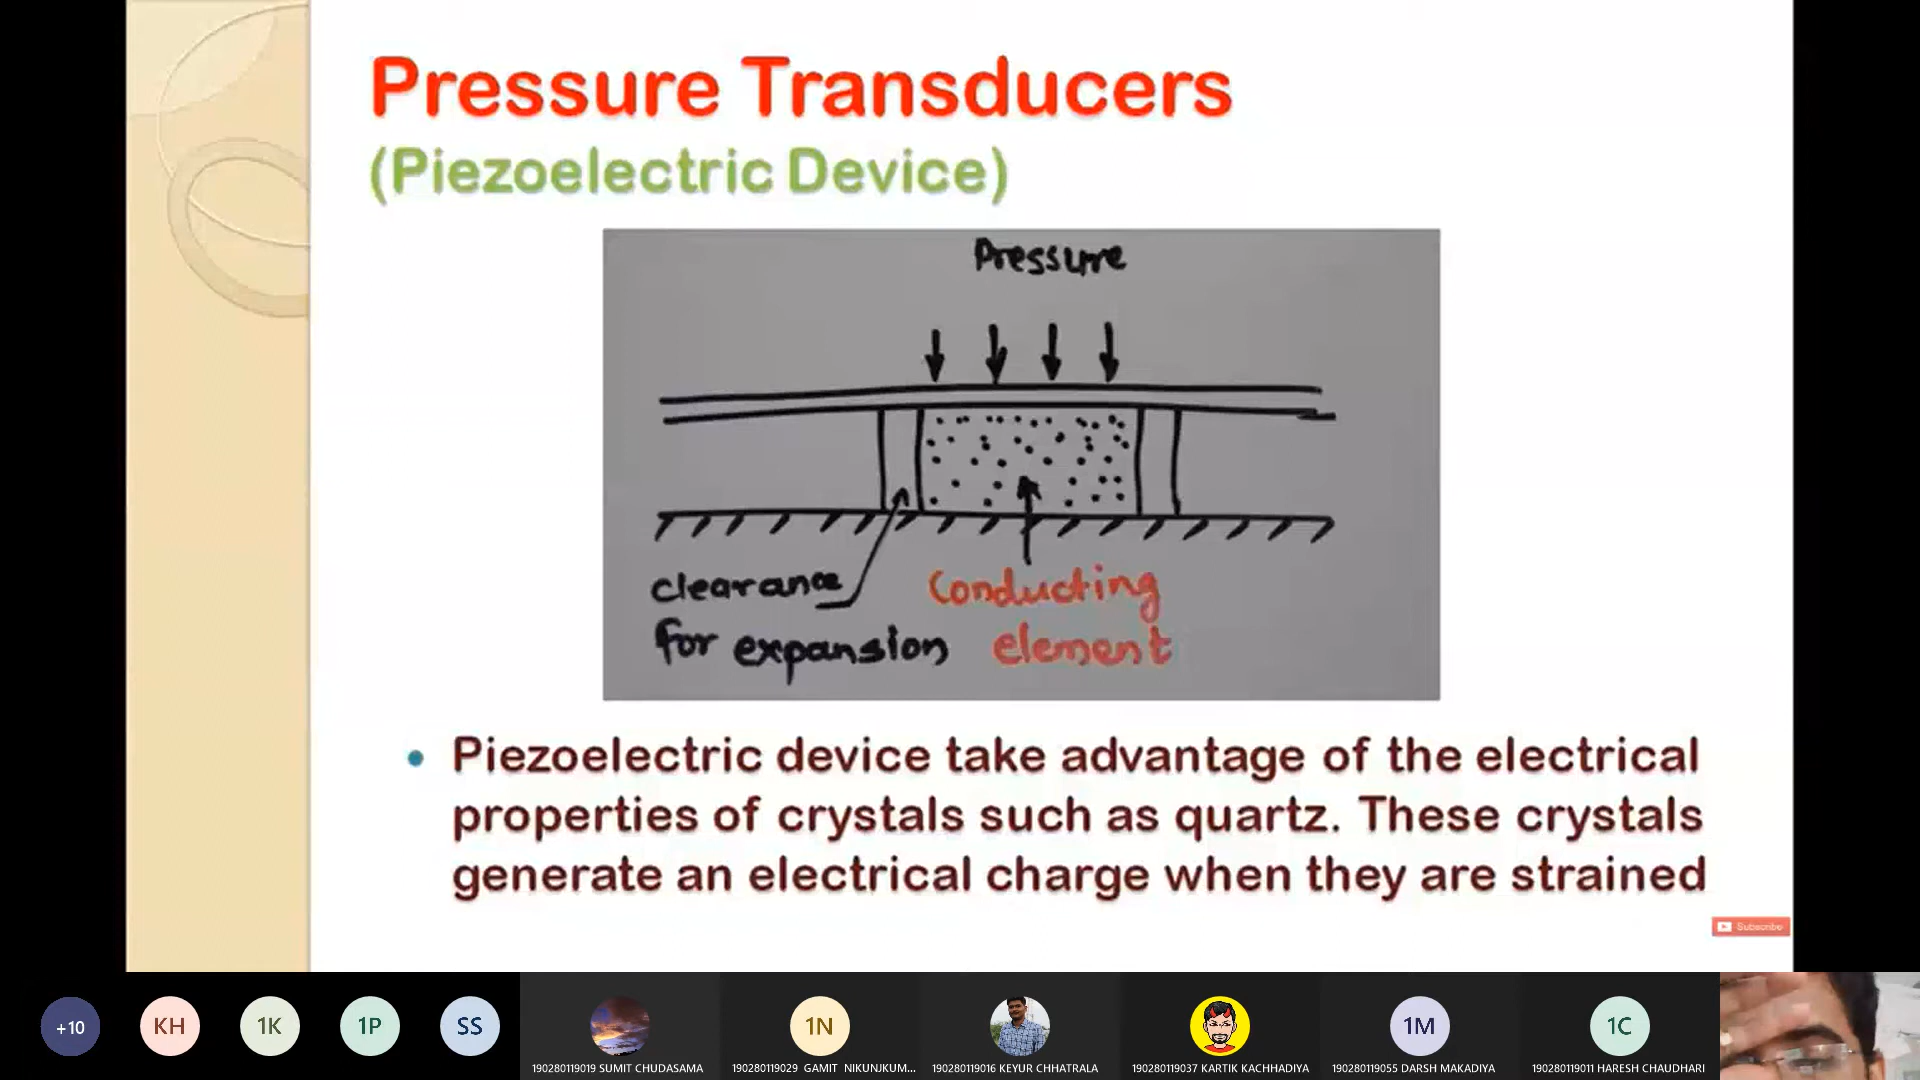 Pressure Transducers
(Piezoelectric Device)
Pressure
clearance
for expansion
Conducting
element
• Piezoelectric device take advantage of the electrical
properties of crystals such as quartz. These crystals
generate an electrical charge when they are strained
Subscribe
+10
KH
1K
1P
SS
190280119019 SUMIT CHUDASAMA
1N
190280119029 GAMIT NIKUNJKUM...
190280119016 KEYUR CHHATRALA
190280119037 KARTIK KACHHADIYA
1M
190280119055 DARSH MAKADIYA
1C
190280119011 HARESH CHAUDHARI